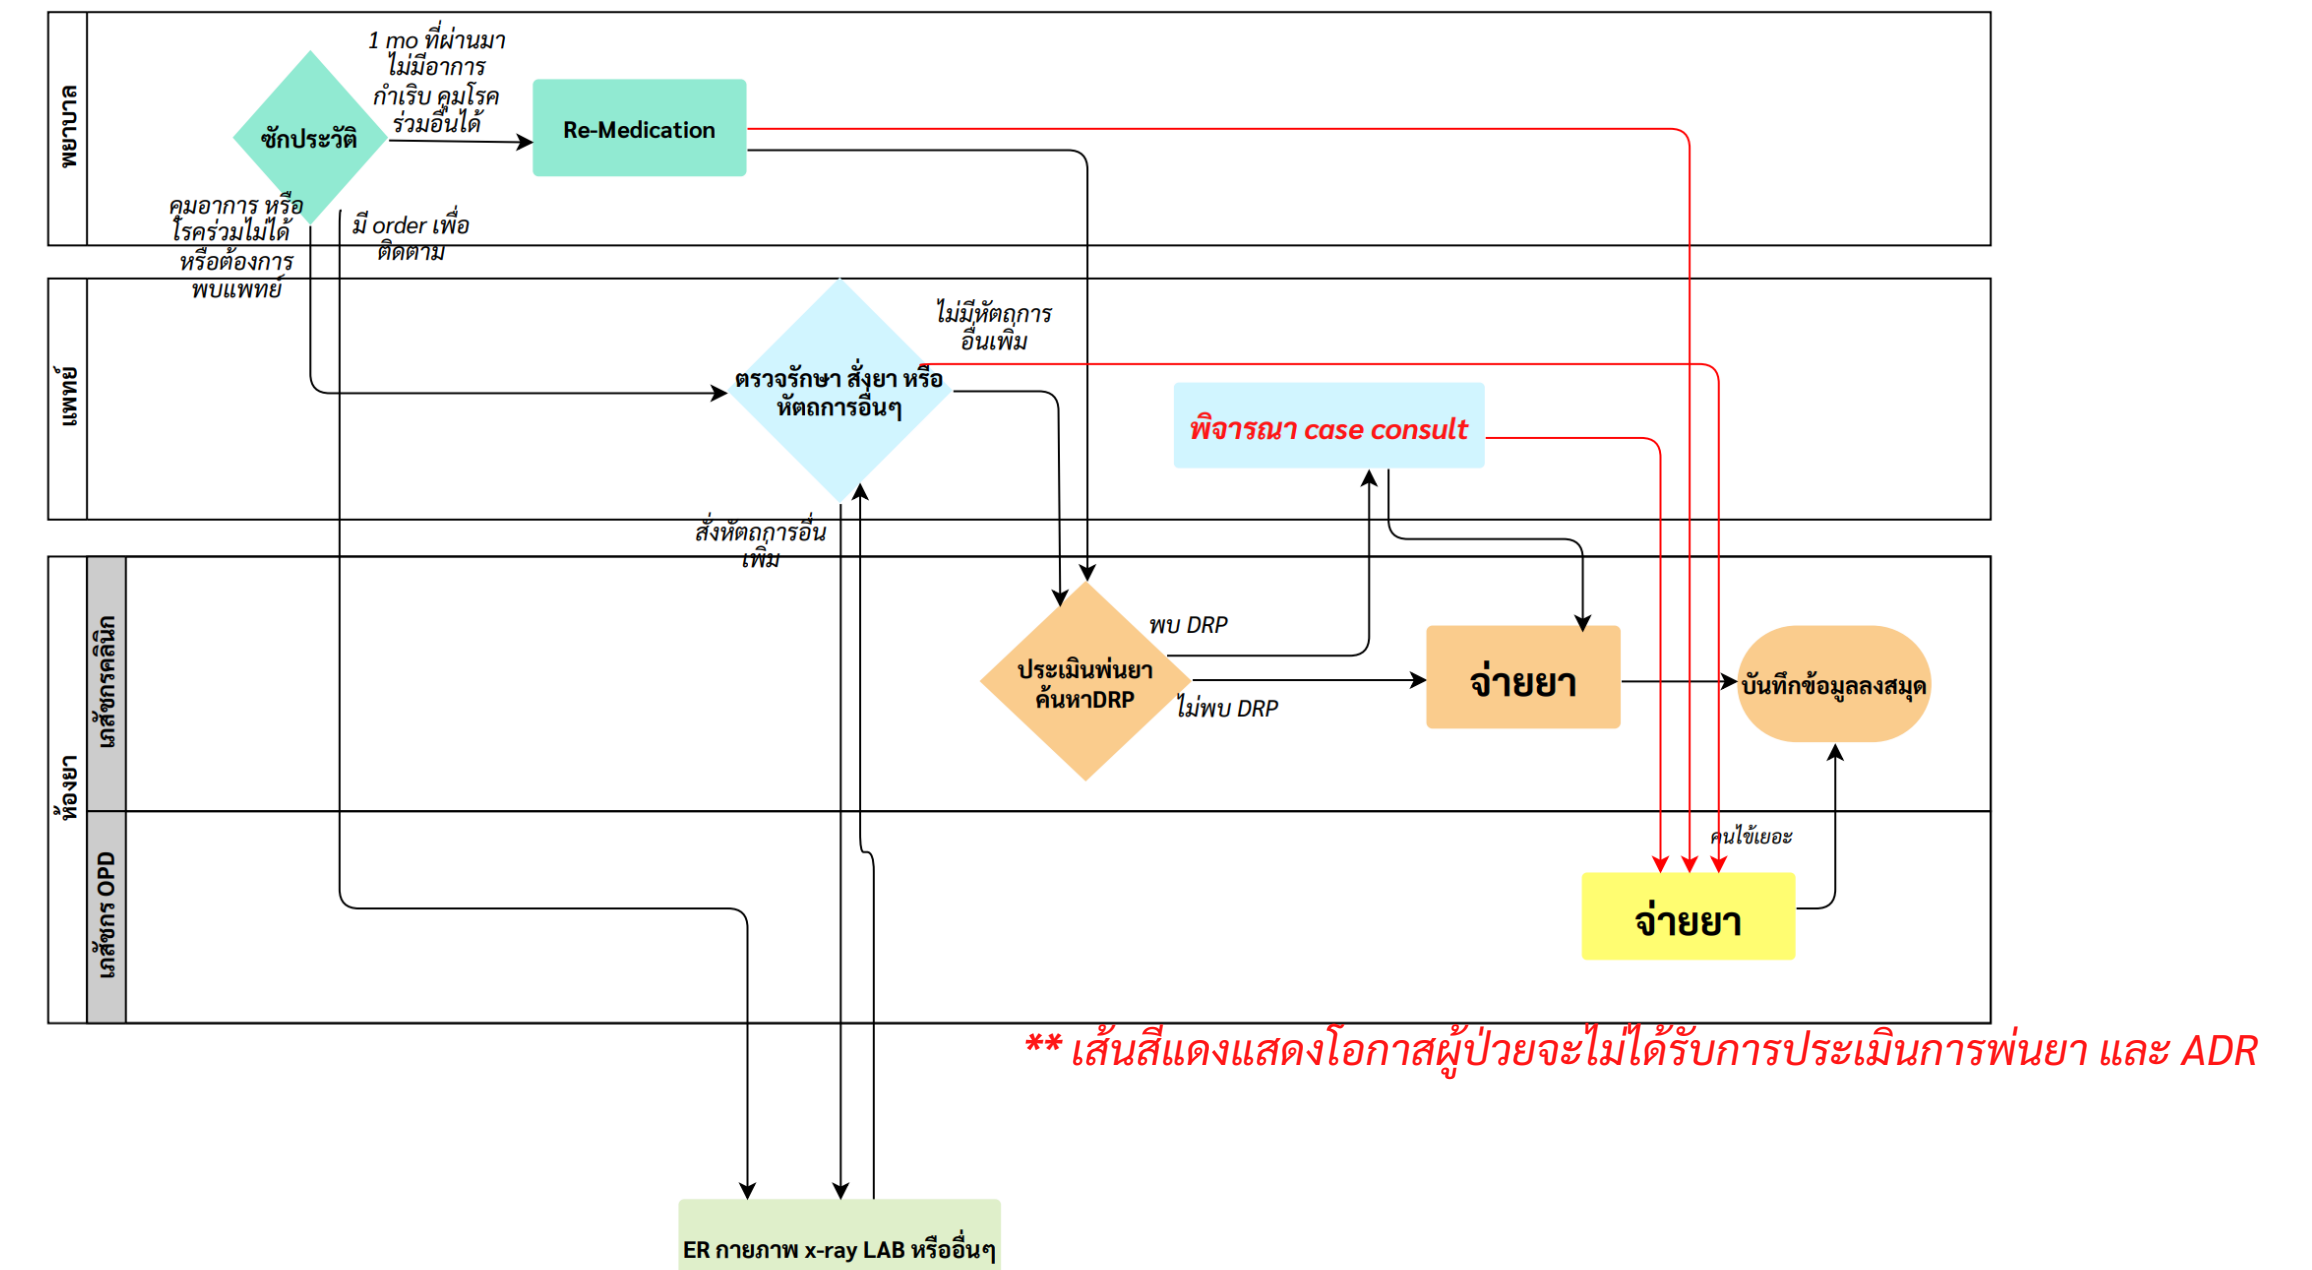 พยาบาล
ซักประวัติ
1 mo ที่ผ่านมา
ไม่มีอาการ
กำเริบ คุมโรค
ร่วมอื่นได้
Re-Medication
คุมอาการ หรือ
โรคร่วมไม่ได้
หรือต้องการ
พบแพทย์
มี order เพื่อ
ติดตาม
แพทย์
ตรวจรักษา สั่งยา หรือ
หัตถการอื่นๆ
ไม่มีหัตถการ
อื่นเพิ่ม
พิจารณา case consult
สั่งหัตถการอื่น
เพิ่ม
ห้องยา
เภสัชกรคลินิก
ประเมินพ่นยา
ค้นหาDRP
พบ DRP
ไม่พบ DRP
จ่ายยา
บันทึกข้อมูลลงสมุด
เภสัชกร OPD
คนไข้เยอะ
จ่ายยา
** เส้นสีแดงแสดงโอกาสผู้ป่วยจะไม่ได้รับการประเมินการพ่นยา และ ADR
ER กายภาพ x-ray LAB หรืออื่นๆ